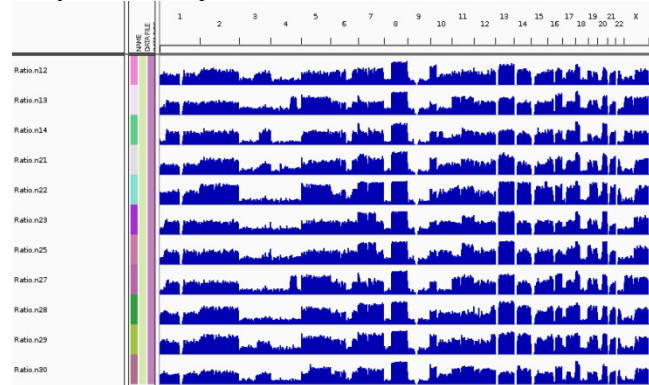 1 3 5 7 9 11 13 15 17 19 21 X
2 4 6 8 10 12 14 16 18 20 22
NAME
DATA FILE
Ratio.n12
Ratio.n13
Ratio.n14
Ratio.n21
Ratio.n22
Ratio.n23
Ratio.n25
Ratio.n27
Ratio.n28
Ratio.n29
Ratio.n30